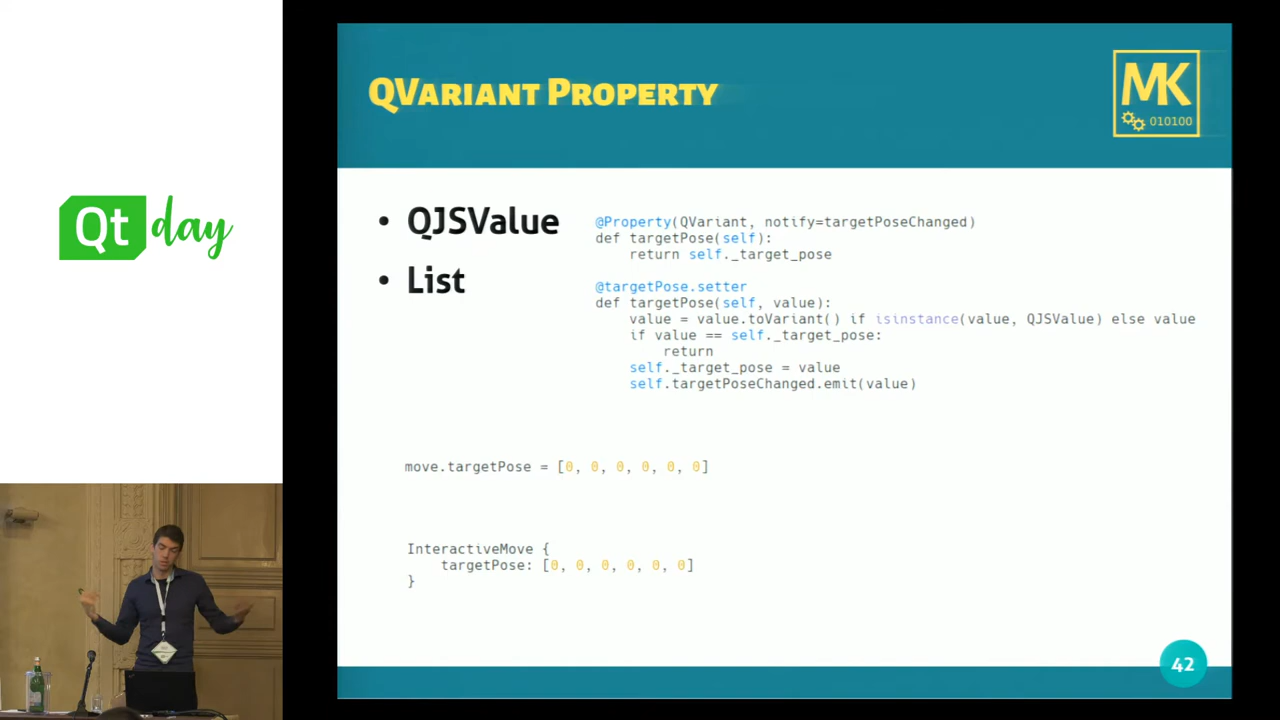 Qt day
QVARIANT PROPERTY
MK
010100
• QJSValue
• List
@Property(QVariant, notify=targetPoseChanged)
def targetPose(self):
return self._target_pose
@targetPose.setter
def targetPose(self, value):
value = value.toVariant() if isinstance(value, QJSValue) else value
if value == self._target_pose:
return
self._target_pose = value
self.targetPoseChanged.emit(value)
move.targetPose = [0, 0, 0, 0, 0, 0]
InteractiveMove {
targetPose: [0, 0, 0, 0, 0, 0]
}
42